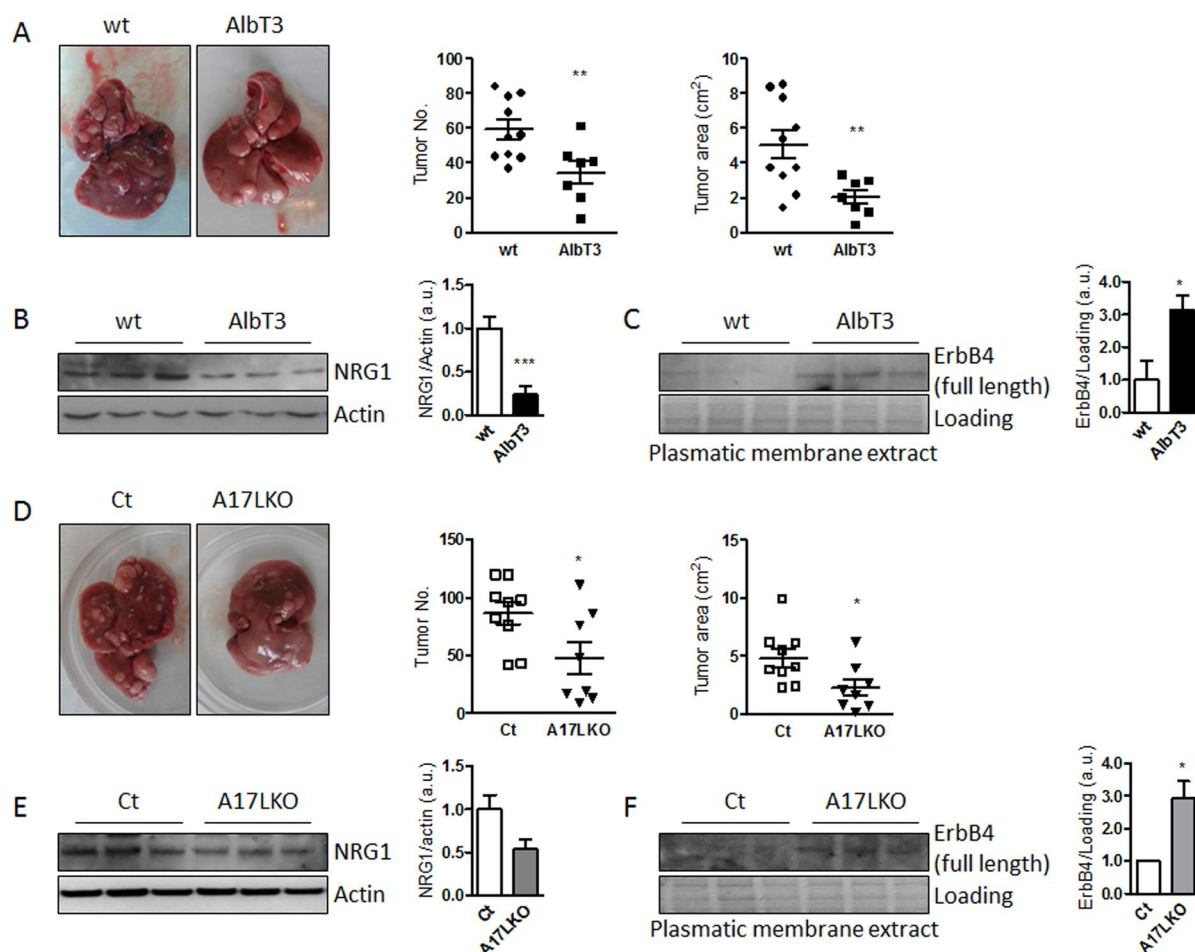 A
wt AlbT3
Tumor No.
100
80
60
40
20
0
**
wt AlbT3
Tumor area (cm²)
8
6
4
2
0
**
wt AlbT3
B
wt AlbT3
NRG1
Actin
NRG1/Actin (a.u.)
1.5
1.0
0.5
0.0
***
wt
AlbT3
C
wt AlbT3
ErbB4
(full length)
Loading
Plasmatic membrane extract
ErbB4/Loading (a.u.)
4.0
3.0
2.0
1.0
0.0
*
wt
AlbT3
D
Ct A17LKO
Tumor No.
150
100
50
0
*
Ct A17LKO
Tumor area (cm²)
15
10
5
0
*
Ct A17LKO
E
Ct A17LKO
NRG1
Actin
NRG1/actin (a.u.)
1.5
1.0
0.5
0.0
Ct
A17LKO
F
Ct A17LKO
ErbB4
(full length)
Loading
Plasmatic membrane extract
ErbB4/Loading (a.u.)
4.0
3.0
2.0
1.0
0.0
*
Ct
A17LKO